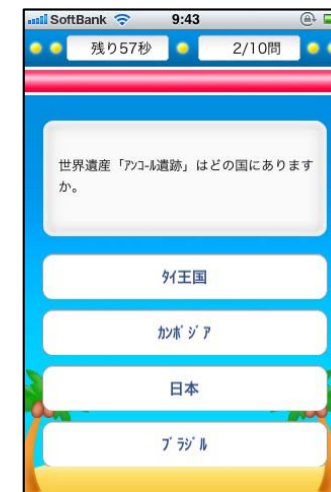 SoftBank 9:43
残り57秒 2/10問
世界遺産「ｱﾝｺｰﾙ遺跡」はどの国にあります
か。
ﾀｲ王国
ｶﾝﾎﾞｼﾞｱ
日本
ﾌﾞﾗｼﾞﾙ